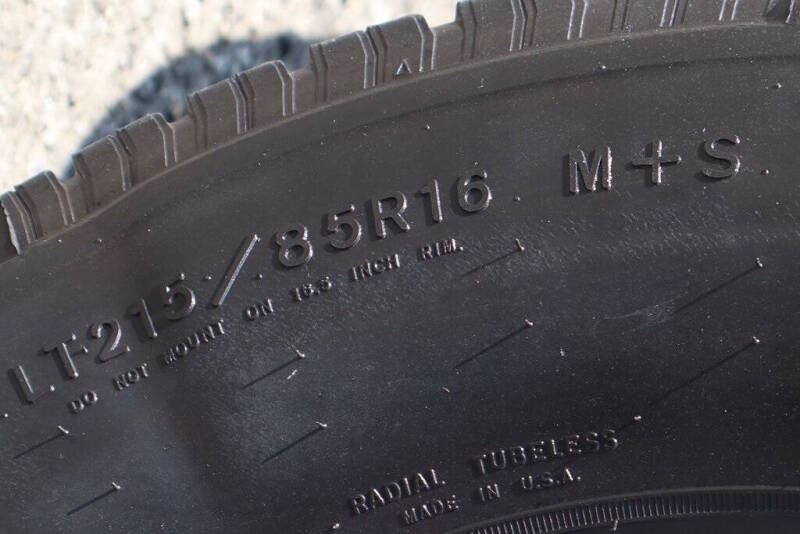 LT215/85R16 M+S
DO NOT MOUNT ON 16.5 INCH RIM.
RADIAL TUBELESS
MADE IN U.S.A.